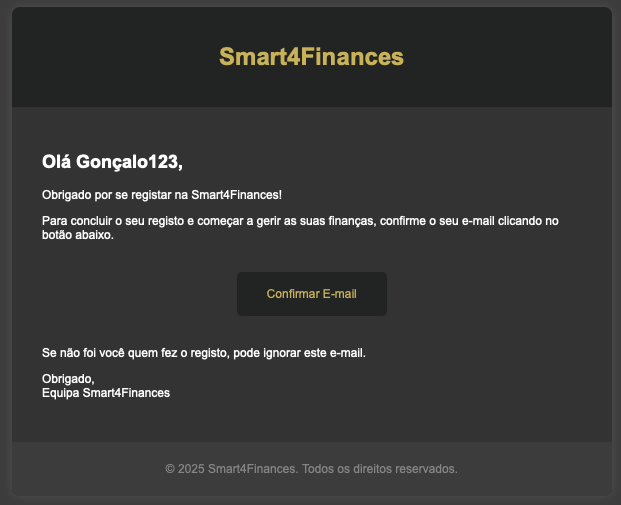 Smart4Finances
Olá Gonçalo123,
Obrigado por se registar na Smart4Finances!
Para concluir o seu registo e começar a gerir as suas finanças, confirme o seu e-mail clicando no
botão abaixo.
Confirmar E-mail
Se não foi você quem fez o registo, pode ignorar este e-mail.
Obrigado,
Equipa Smart4Finances
© 2025 Smart4Finances. Todos os direitos reservados.